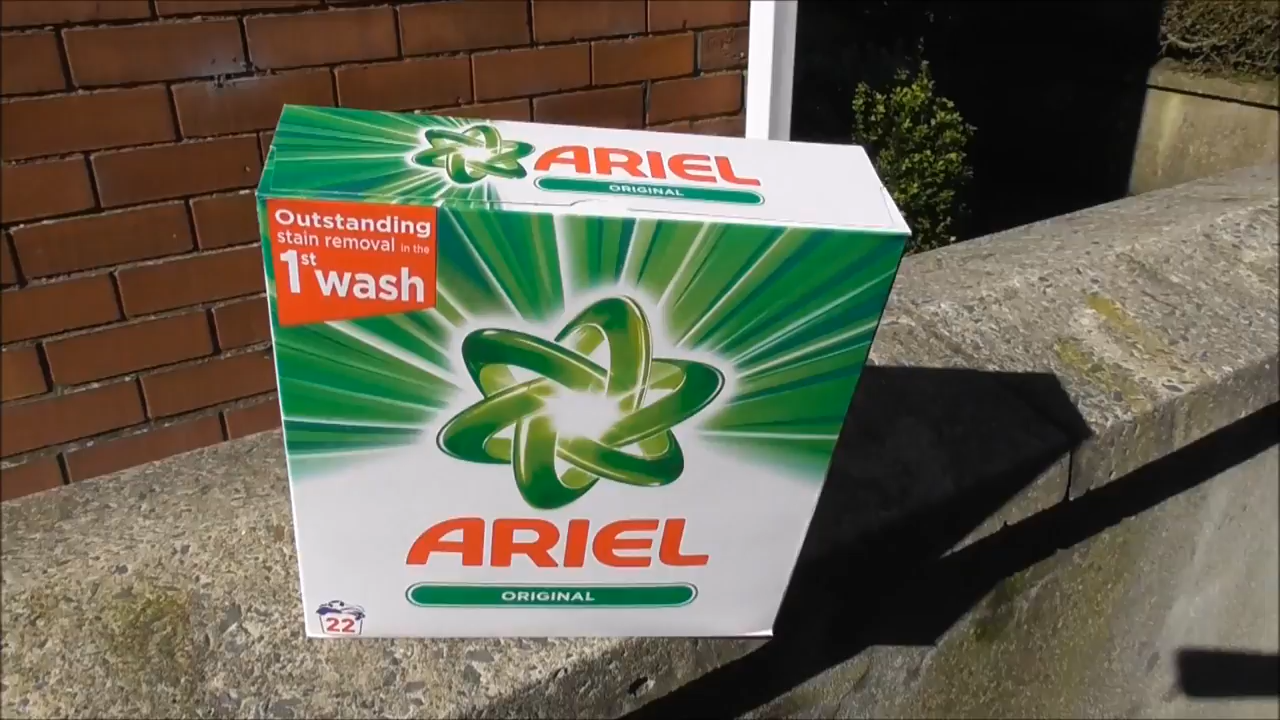 ARIEL
ORIGINAL
Outstanding
stain removal in the
1st wash
ARIEL
ORIGINAL
22